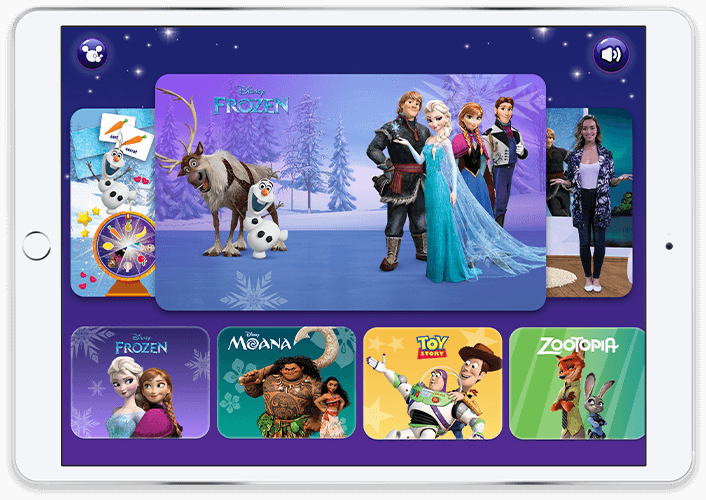 Disney
FROZEN
Disney
FROZEN
Disney
MOANA
TOY
STORY
ZOOTOPIA